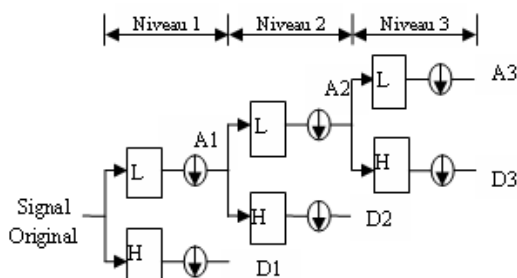 Niveau 1
Niveau 2
Niveau 3
L
A3
A2
L
A1
L
H
D3
Signal
Original
H
D2
H
D1